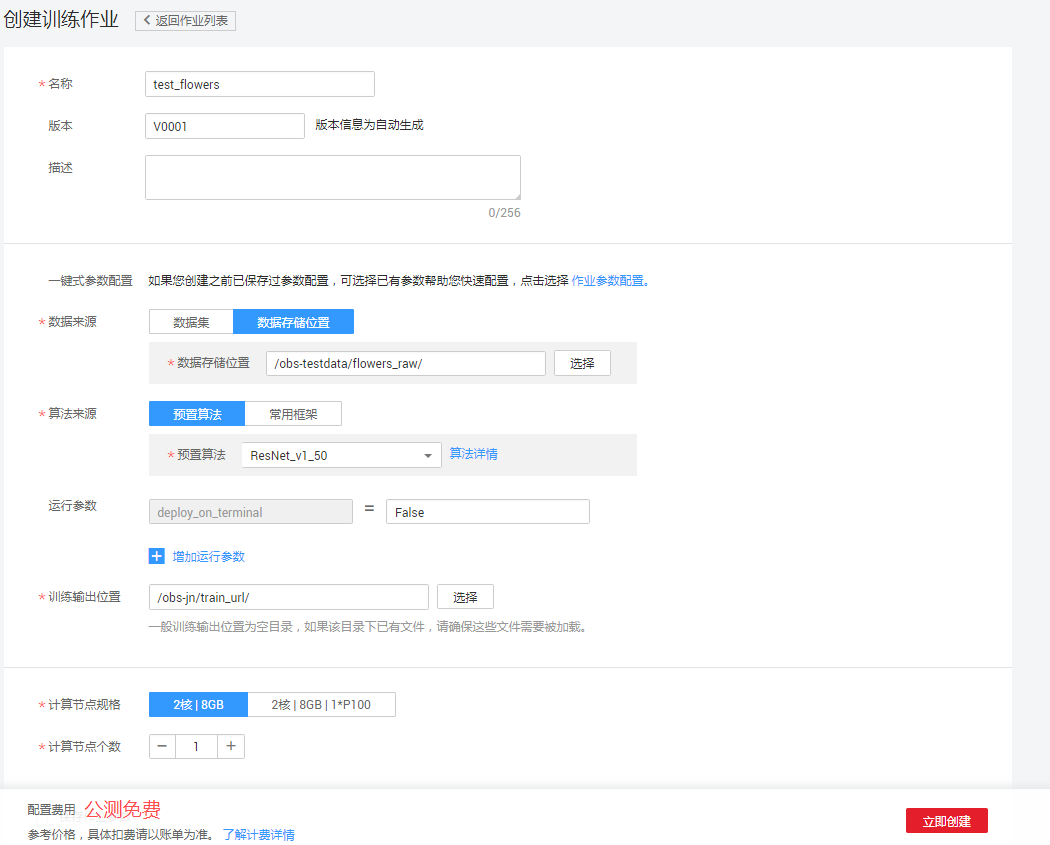 创建训练作业 返回作业列表
* 名称 test_flowers
版本 V0001 版本信息为自动生成
描述
0/256
一键式参数配置 如果您创建之前已保存过参数配置，可选择已有参数帮助您快速配置，点击选择 作业参数配置。
* 数据来源 数据集 数据存储位置
* 数据存储位置 /obs-testdata/flowers_raw/ 选择
* 算法来源 预置算法 常用框架
* 预置算法 ResNet_v1_50 算法详情
运行参数 deploy_on_terminal = False
增加运行参数
* 训练输出位置 /obs-jn/train_url/ 选择
一般训练输出位置为空目录，如果该目录下已有文件，请确保这些文件需要被加载。
* 计算节点规格 2核 | 8GB 2核 | 8GB | 1*P100
* 计算节点个数 − 1 +
配置费用 公测免费
参考价格，具体扣费请以账单为准。 了解计费详情 立即创建